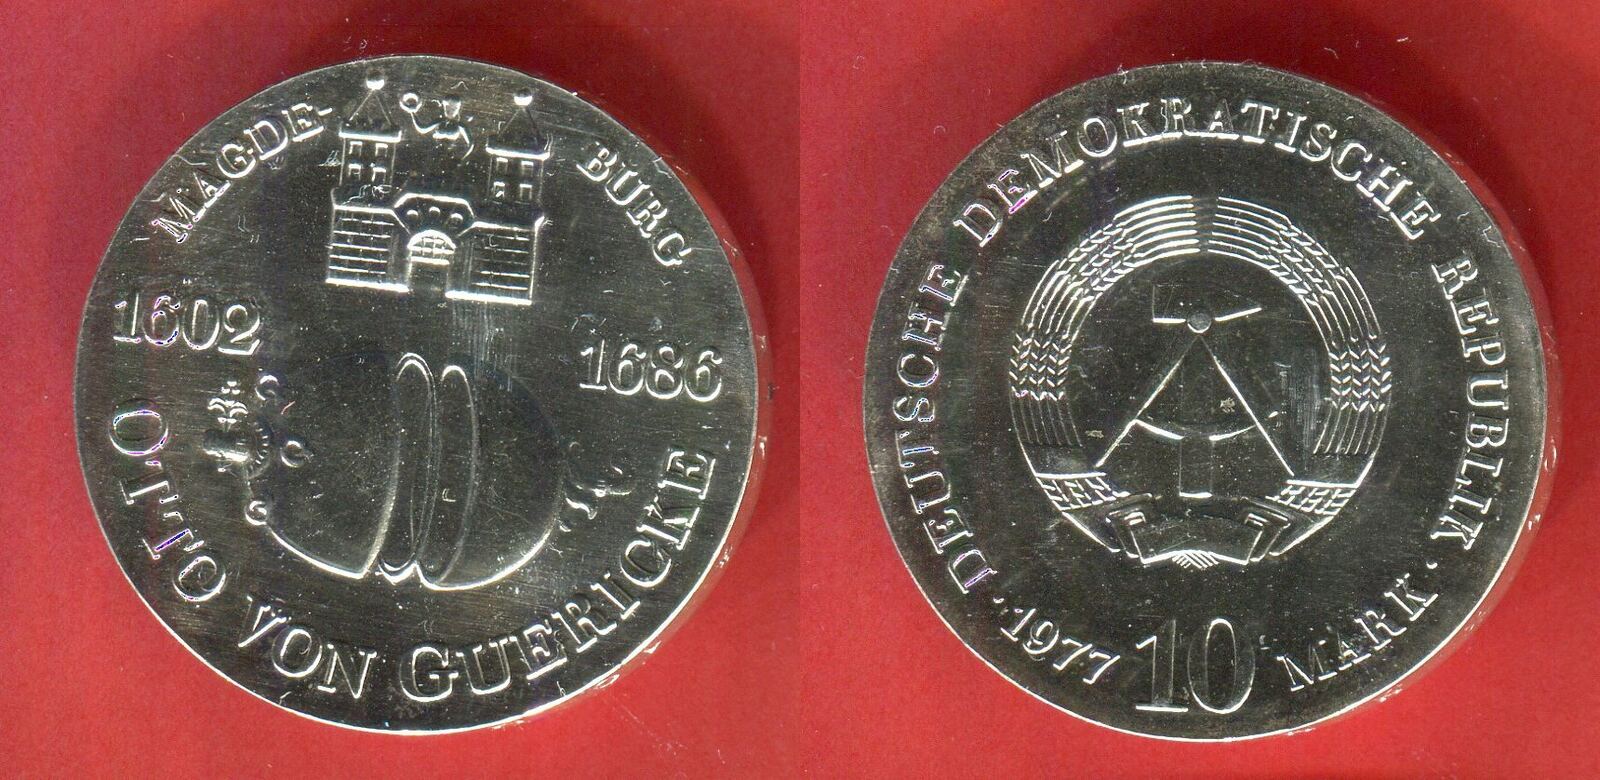 MAGDE-
BURG
1602
1686
OTTO VON GUERICKE
DEUTSCHE DEMOKRATISCHE REPUBLIK
· 1977 10 MARK ·